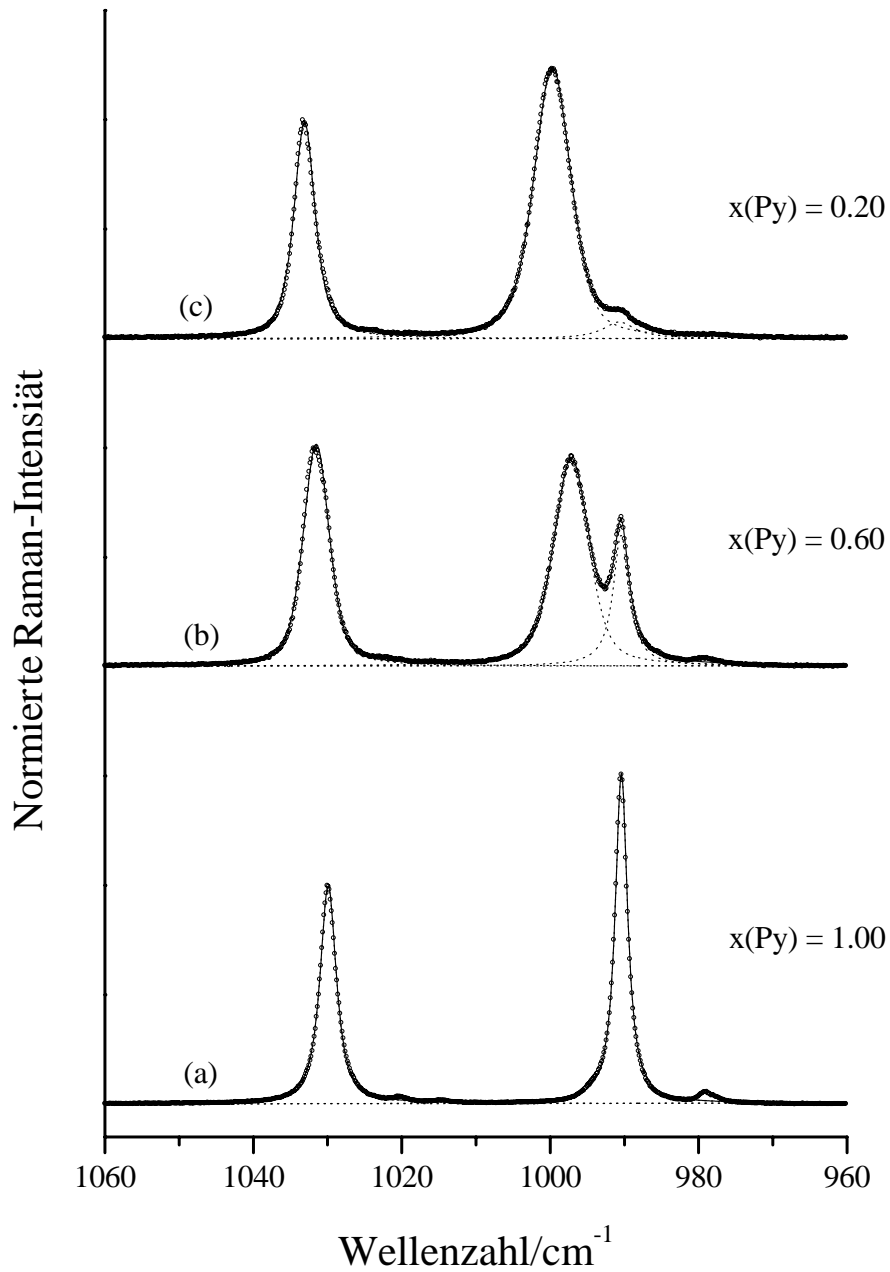 x(Py) = 0.20
(c)
x(Py) = 0.60
(b)
x(Py) = 1.00
(a)
Normierte Raman-Intensiät
1060 1040 1020 1000 980 960
Wellenzahl/cm⁻¹